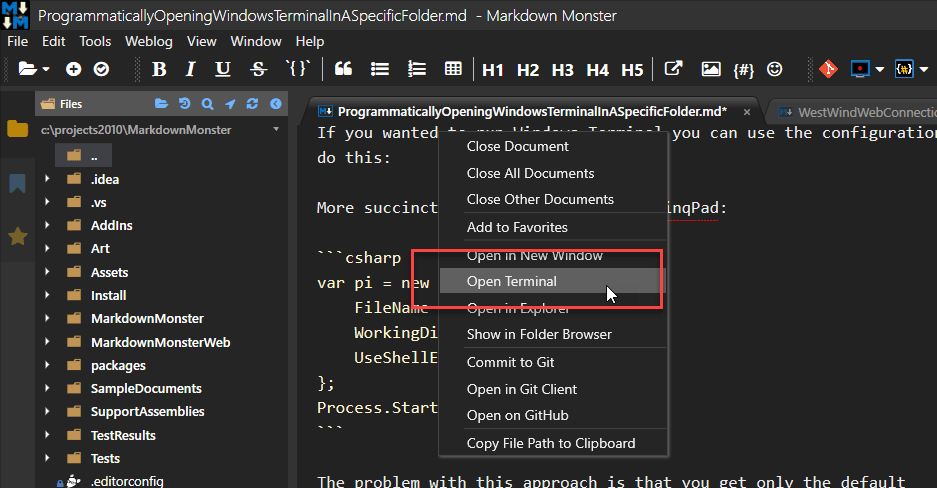 ProgrammaticallyOpeningWindowsTerminalInASpecificFolder.md - Markdown Monster
File Edit Tools Weblog View Window Help
B I U S `{}` H1 H2 H3 H4 H5 {#}
Files
c:\projects2010\MarkdownMonster
..
.idea
.vs
AddIns
Art
Assets
Install
MarkdownMonster
MarkdownMonsterWeb
packages
SampleDocuments
SupportAssemblies
TestResults
Tests
.editorconfig
ProgrammaticallyOpeningWindowsTerminalInASpecificFolder.md* ×
WestWindWebConnectio
If you wanted to run Windows Terminal you can use the configuration
do this:
More succinct inqPad:
```csharp
var pi = new
FileName
WorkingDi
UseShellE
};
Process.Start
```
The problem with this approach is that you get only the default
Close Document
Close All Documents
Close Other Documents
Add to Favorites
Open in New Window
Open Terminal
Open in Explorer
Show in Folder Browser
Commit to Git
Open in Git Client
Open on GitHub
Copy File Path to Clipboard